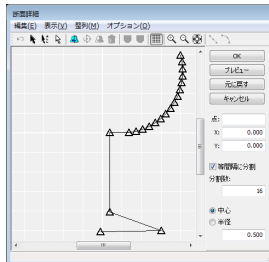 断面詳細
編集(E) 表示(V) 整列(M) オプション(O)
OK
プレビュー
元に戻す
キャンセル
点:
X: 0.000
Y: 0.000
等間隔に分割
分割数:
16
中心
半径
0.500